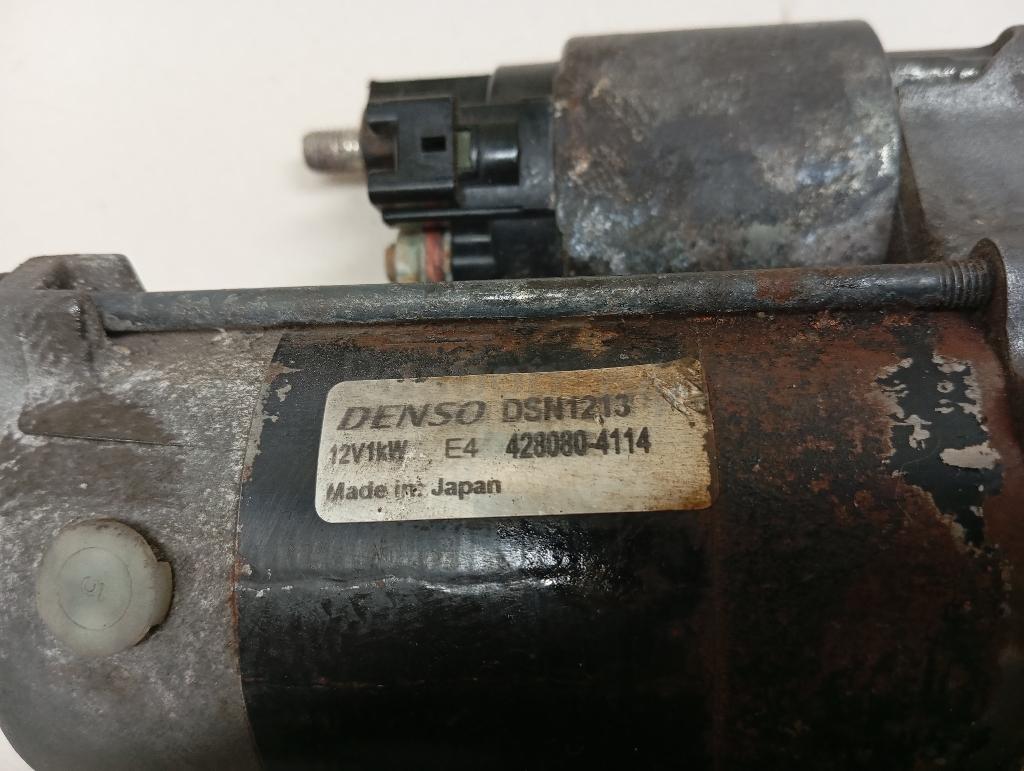 DENSO DSN1213
12V1kW E4 428080-4114
Made in Japan